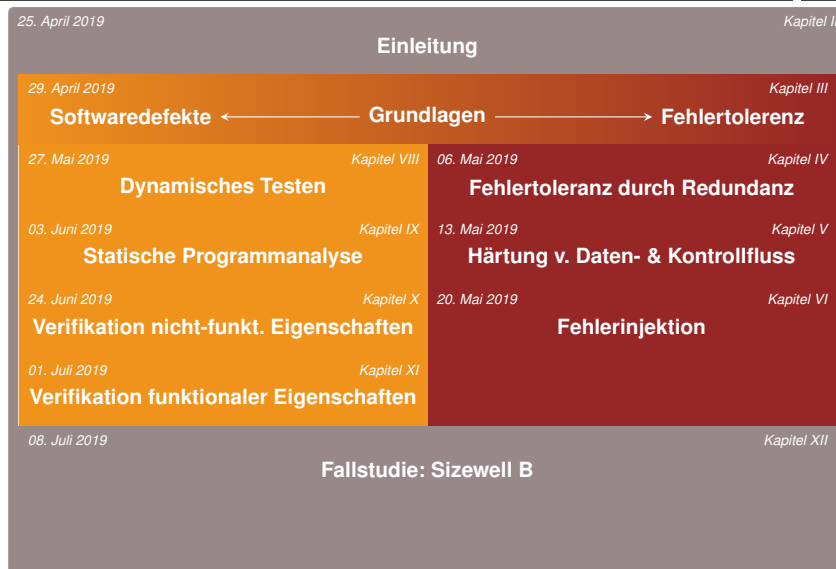 25. April 2019 Kapitel II
Einleitung
29. April 2019 Kapitel III
Softwaredefekte ← Grundlagen → Fehlertolerenz
27. Mai 2019 Kapitel VIII
Dynamisches Testen
06. Mai 2019 Kapitel IV
Fehlertoleranz durch Redundanz
03. Juni 2019 Kapitel IX
Statische Programmanalyse
13. Mai 2019 Kapitel V
Härtung v. Daten- & Kontrollfluss
24. Juni 2019 Kapitel X
Verifikation nicht-funkt. Eigenschaften
20. Mai 2019 Kapitel VI
Fehlerinjektion
01. Juli 2019 Kapitel XI
Verifikation funktionaler Eigenschaften
08. Juli 2019 Kapitel XII
Fallstudie: Sizewell B